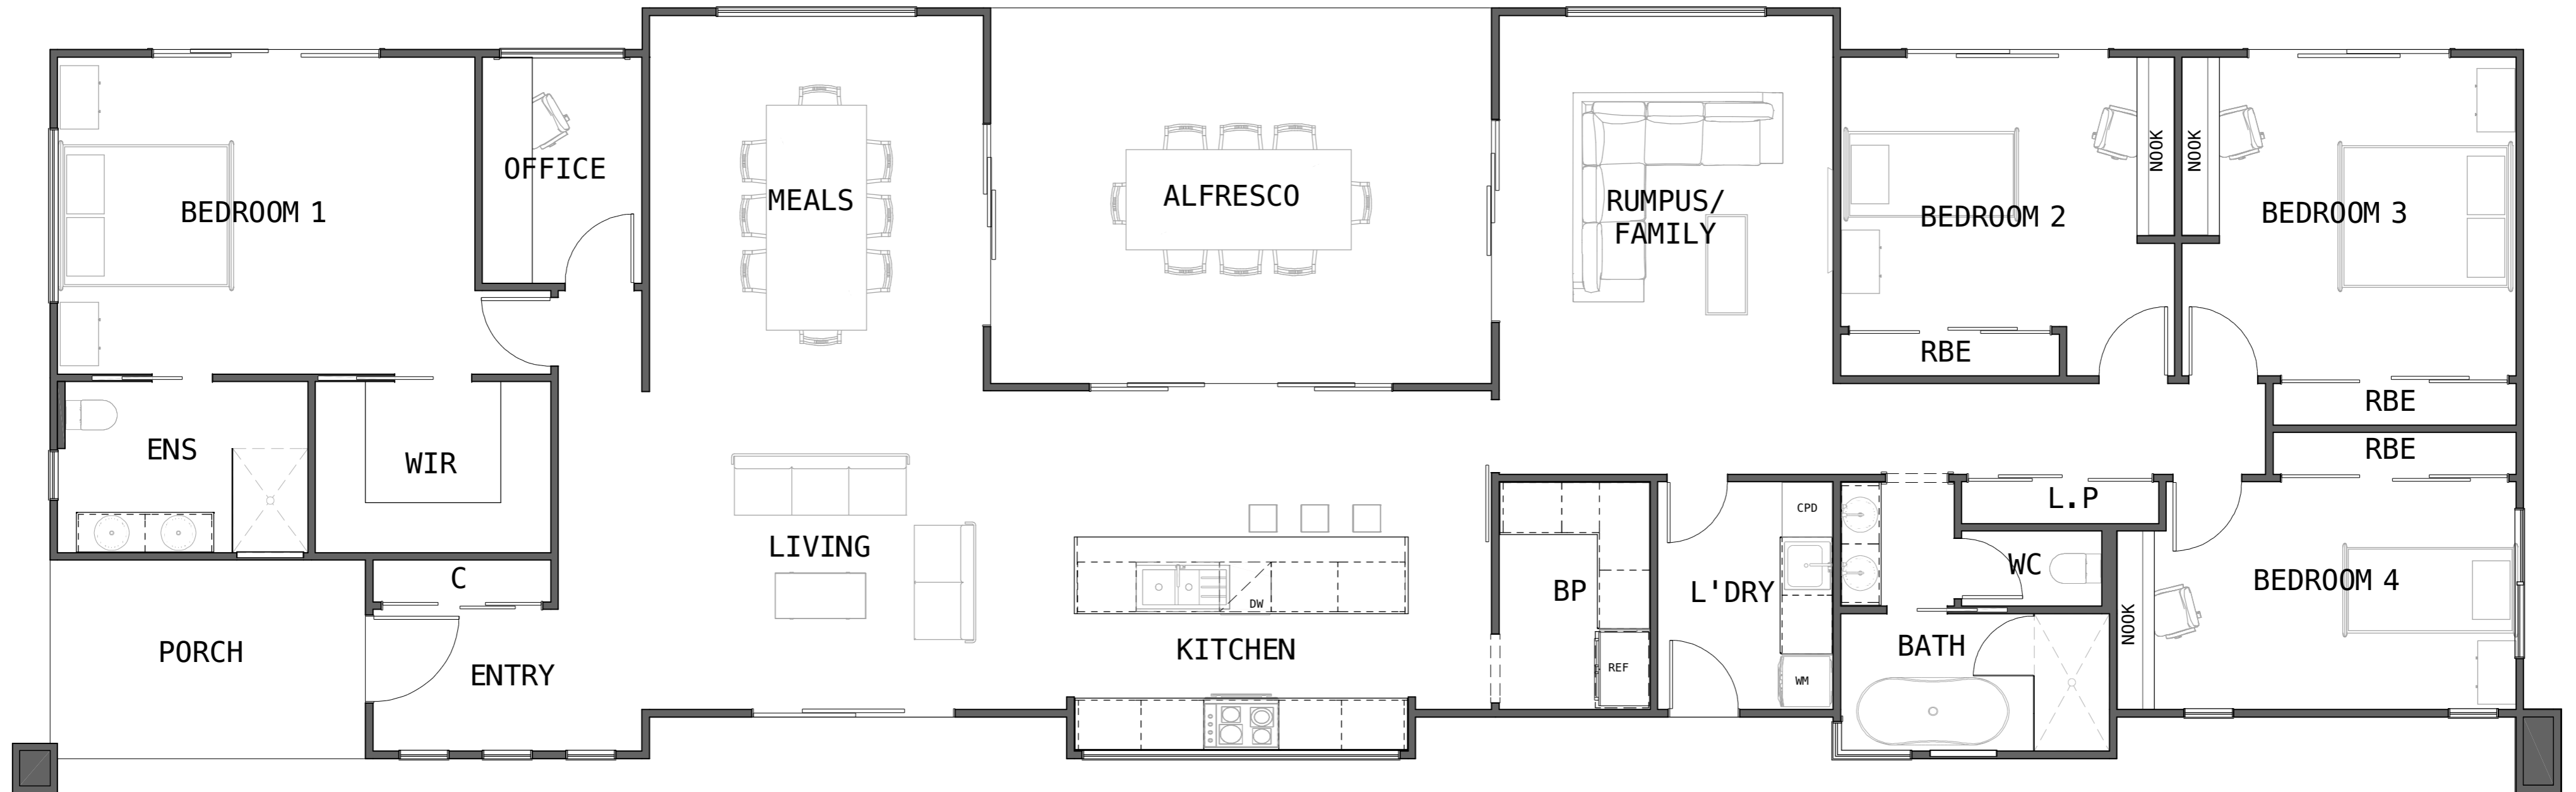 BEDROOM 1
OFFICE
MEALS
ALFRESCO
RUMPUS/
FAMILY
BEDROOM 2
NOOK
NOOK
BEDROOM 3
RBE
RBE
RBE
ENS
WIR
L.P
CPD
LIVING
C
BP
L'DRY
WC
BEDROOM 4
DW
NOOK
PORCH
ENTRY
KITCHEN
REF
WM
BATH